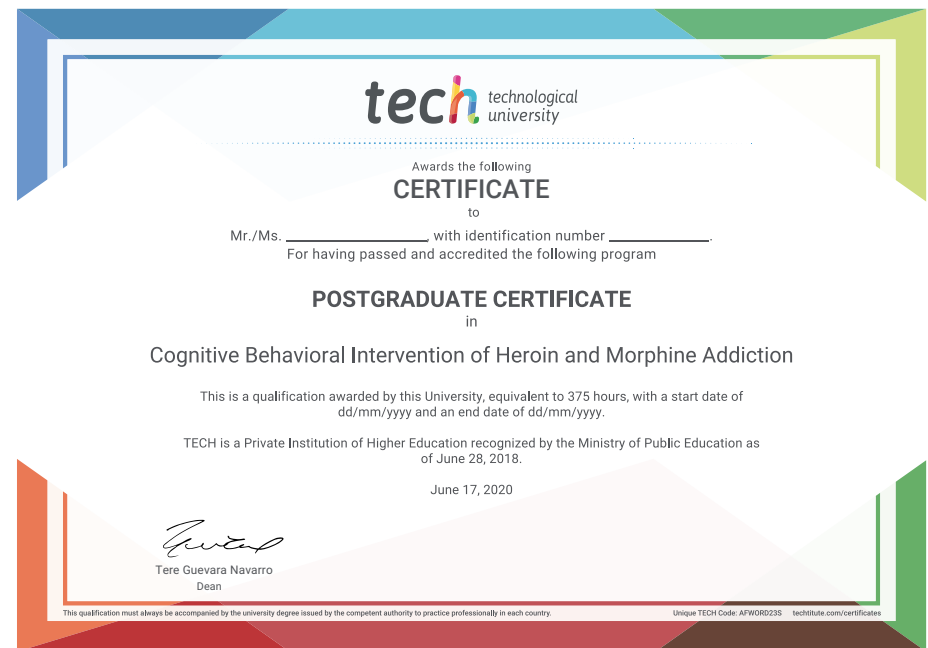 tech technological
university
Awards the following
CERTIFICATE
to
Mr./Ms. ____________, with identification number ____________.
For having passed and accredited the following program
POSTGRADUATE CERTIFICATE
in
Cognitive Behavioral Intervention of Heroin and Morphine Addiction
This is a qualification awarded by this University, equivalent to 375 hours, with a start date of
dd/mm/yyyy and an end date of dd/mm/yyyy.
TECH is a Private Institution of Higher Education recognized by the Ministry of Public Education as
of June 28, 2018.
June 17, 2020
Tere Guevara Navarro
Dean
This qualification must always be accompanied by the university degree issued by the competent authority to practice professionally in each country. Unique TECH Code: AFWORD23S techtitute.com/certificates